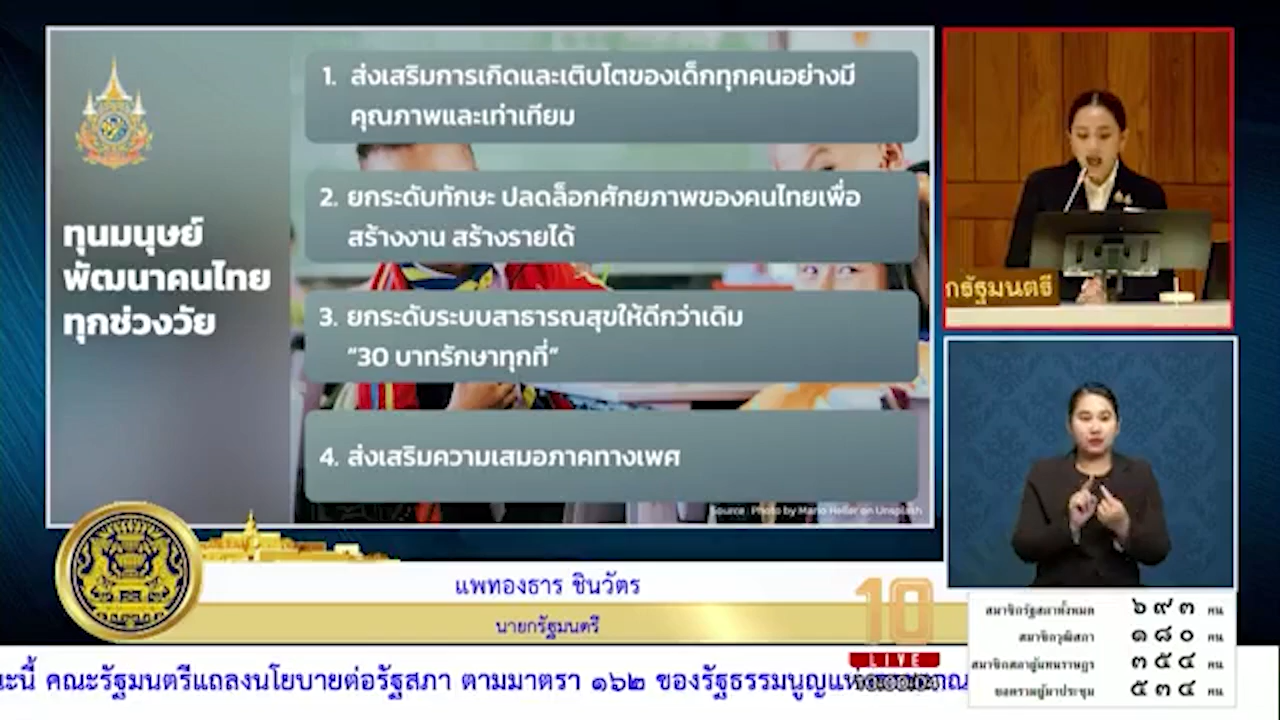 ทุนมนุษย์
พัฒนาคนไทย
ทุกช่วงวัย
1. ส่งเสริมการเกิดและเติบโตของเด็กทุกคนอย่างมี
คุณภาพและเท่าเทียม
2. ยกระดับทักษะ ปลดล็อกศักยภาพของคนไทยเพื่อ
สร้างงาน สร้างรายได้
3. ยกระดับระบบสาธารณสุขให้ดีกว่าเดิม
“30 บาทรักษาทุกที่”
4. ส่งเสริมความเสมอภาคทางเพศ
Source : Photo by Mario Heller on Unsplash
กรัฐมนตรี
แพทองธาร ชินวัตร
นายกรัฐมนตรี
10
LIVE
สมาชิกรัฐสภาทั้งหมด ๖๙๓ คน
สมาชิกวุฒิสภา ๑๘๐ คน
สมาชิกสภาผู้แทนราษฎร ๓๕๔ คน
ยอดรวมผู้มาประชุม ๕๓๔ คน
ะนี้ คณะรัฐมนตรีแถลงนโยบายต่อรัฐสภา ตามมาตรา ๑๖๒ ของรัฐธรรมนูญแห่ง